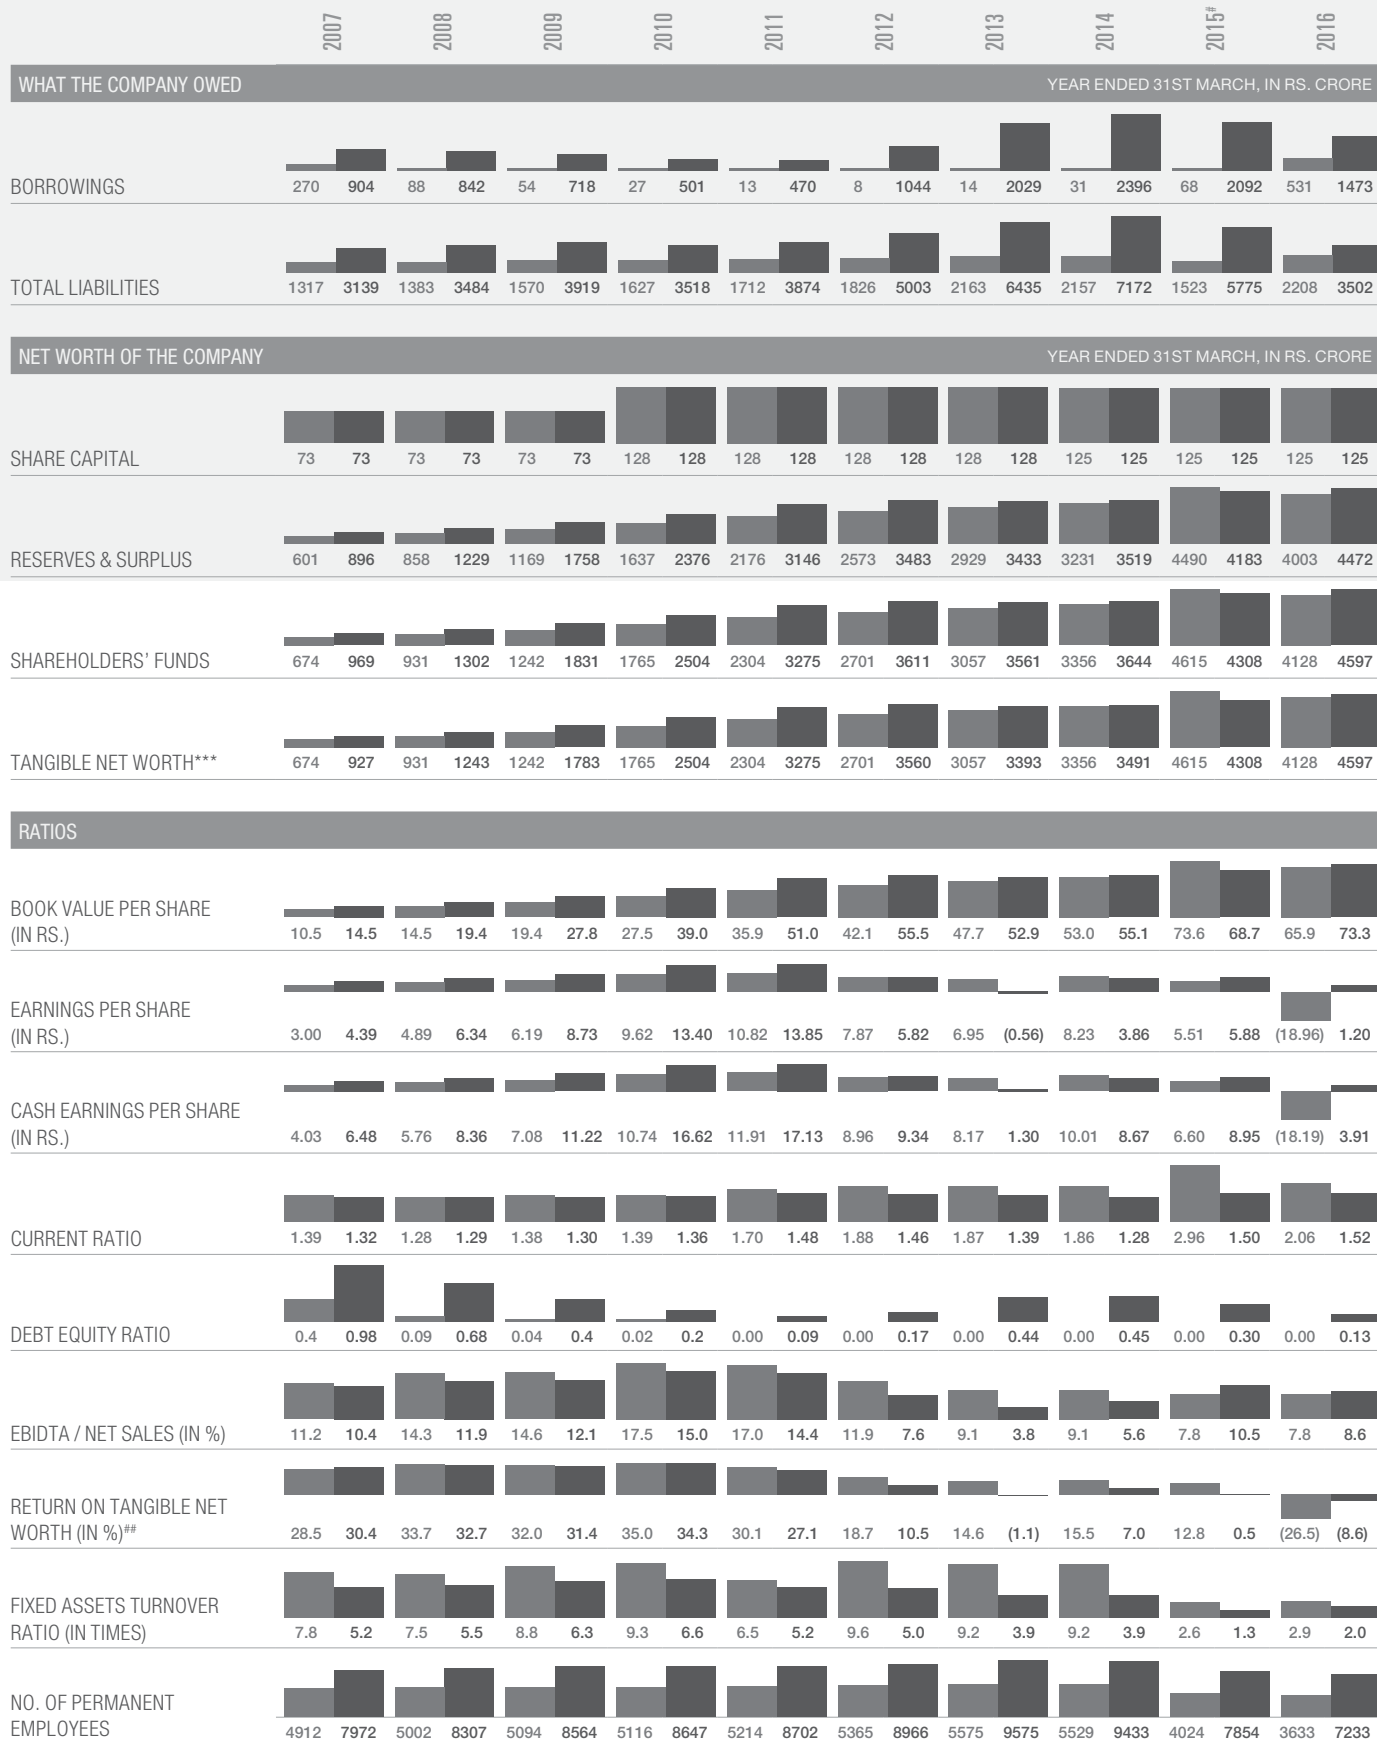 2007 2008 2009 2010 2011 2012 2013 2014 2015# 2016
WHAT THE COMPANY OWED YEAR ENDED 31ST MARCH, IN RS. CRORE
BORROWINGS 270 904 88 842 54 718 27 501 13 470 8 1044 14 2029 31 2396 68 2092 531 1473
TOTAL LIABILITIES 1317 3139 1383 3484 1570 3919 1627 3518 1712 3874 1826 5003 2163 6435 2157 7172 1523 5775 2208 3502
NET WORTH OF THE COMPANY YEAR ENDED 31ST MARCH, IN RS. CRORE
SHARE CAPITAL 73 73 73 73 73 73 128 128 128 128 128 128 128 128 125 125 125 125 125 125
RESERVES & SURPLUS 601 896 858 1229 1169 1758 1637 2376 2176 3146 2573 3483 2929 3433 3231 3519 4490 4183 4003 4472
SHAREHOLDERS' FUNDS 674 969 931 1302 1242 1831 1765 2504 2304 3275 2701 3611 3057 3561 3356 3644 4615 4308 4128 4597
TANGIBLE NET WORTH*** 674 927 931 1243 1242 1783 1765 2504 2304 3275 2701 3560 3057 3393 3356 3491 4615 4308 4128 4597
RATIOS
BOOK VALUE PER SHARE
(IN RS.) 10.5 14.5 14.5 19.4 19.4 27.8 27.5 39.0 35.9 51.0 42.1 55.5 47.7 52.9 53.0 55.1 73.6 68.7 65.9 73.3
EARNINGS PER SHARE
(IN RS.) 3.00 4.39 4.89 6.34 6.19 8.73 9.62 13.40 10.82 13.85 7.87 5.82 6.95 (0.56) 8.23 3.86 5.51 5.88 (18.96) 1.20
CASH EARNINGS PER SHARE
(IN RS.) 4.03 6.48 5.76 8.36 7.08 11.22 10.74 16.62 11.91 17.13 8.96 9.34 8.17 1.30 10.01 8.67 6.60 8.95 (18.19) 3.91
CURRENT RATIO 1.39 1.32 1.28 1.29 1.38 1.30 1.39 1.36 1.70 1.48 1.88 1.46 1.87 1.39 1.86 1.28 2.96 1.50 2.06 1.52
DEBT EQUITY RATIO 0.4 0.98 0.09 0.68 0.04 0.4 0.02 0.2 0.00 0.09 0.00 0.17 0.00 0.44 0.00 0.45 0.00 0.30 0.00 0.13
EBIDTA / NET SALES (IN %) 11.2 10.4 14.3 11.9 14.6 12.1 17.5 15.0 17.0 14.4 11.9 7.6 9.1 3.8 9.1 5.6 7.8 10.5 7.8 8.6
RETURN ON TANGIBLE NET
WORTH (IN %)## 28.5 30.4 33.7 32.7 32.0 31.4 35.0 34.3 30.1 27.1 18.7 10.5 14.6 (1.1) 15.5 7.0 12.8 0.5 (26.5) (8.6)
FIXED ASSETS TURNOVER
RATIO (IN TIMES) 7.8 5.2 7.5 5.5 8.8 6.3 9.3 6.6 6.5 5.2 9.6 5.0 9.2 3.9 9.2 3.9 2.6 1.3 2.9 2.0
NO. OF PERMANENT
EMPLOYEES 4912 7972 5002 8307 5094 8564 5116 8647 5214 8702 5365 8966 5575 9575 5529 9433 4024 7854 3633 7233